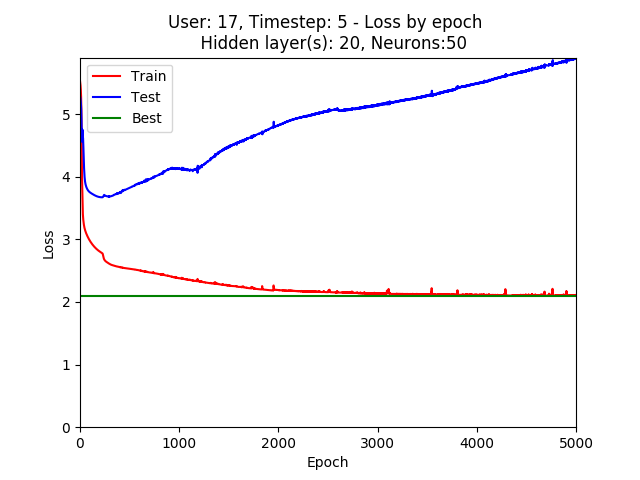 User: 17, Timestep: 5 - Loss by epoch
Hidden layer(s): 20, Neurons:50
Train
Test
Best
Loss
5
4
3
2
1
0
0 1000 2000 3000 4000 5000
Epoch